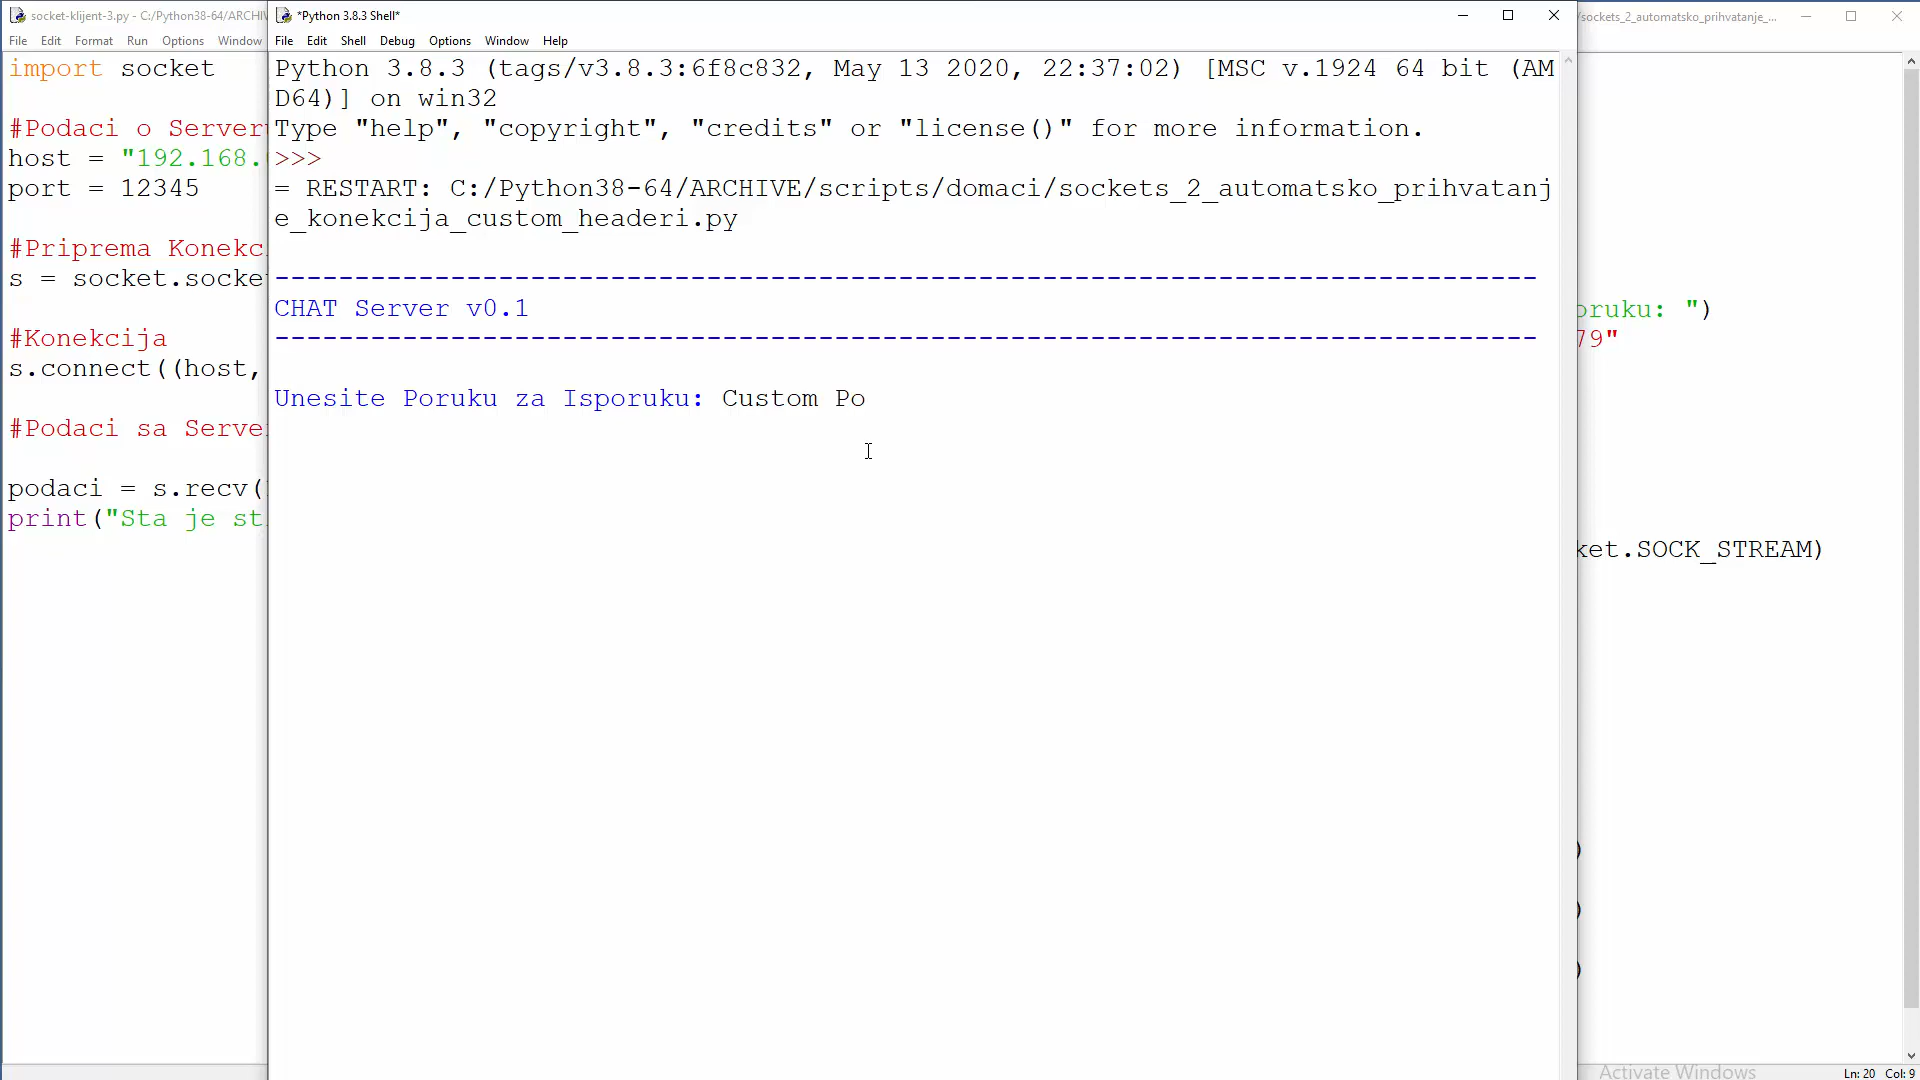 socket-klijent-3.py - C:/Python38-64/ARCHIV
File Edit Format Run Options Window
import socket
#Podaci o Serveru
host = "192.168.
port = 12345
#Priprema Konekc
s = socket.socke
#Konekcija
s.connect((host,
#Podaci sa Serve
podaci = s.recv(
print("Sta je st
*Python 3.8.3 Shell*
File Edit Shell Debug Options Window Help
Python 3.8.3 (tags/v3.8.3:6f8c832, May 13 2020, 22:37:02) [MSC v.1924 64 bit (AM
D64)] on win32
Type "help", "copyright", "credits" or "license()" for more information.
>>>
= RESTART: C:/Python38-64/ARCHIVE/scripts/domaci/sockets_2_automatsko_prihvatanj
e_konekcija_custom_headeri.py
-------------------------------------------------------------------------------
CHAT Server v0.1
-------------------------------------------------------------------------------
Unesite Poruku za Isporuku: Custom Po
/sockets_2_automatsko_prihvatanje_...
oruku: ")
79"
ket.SOCK_STREAM)
)
)
)
Activate Windows
Ln: 20 Col: 9